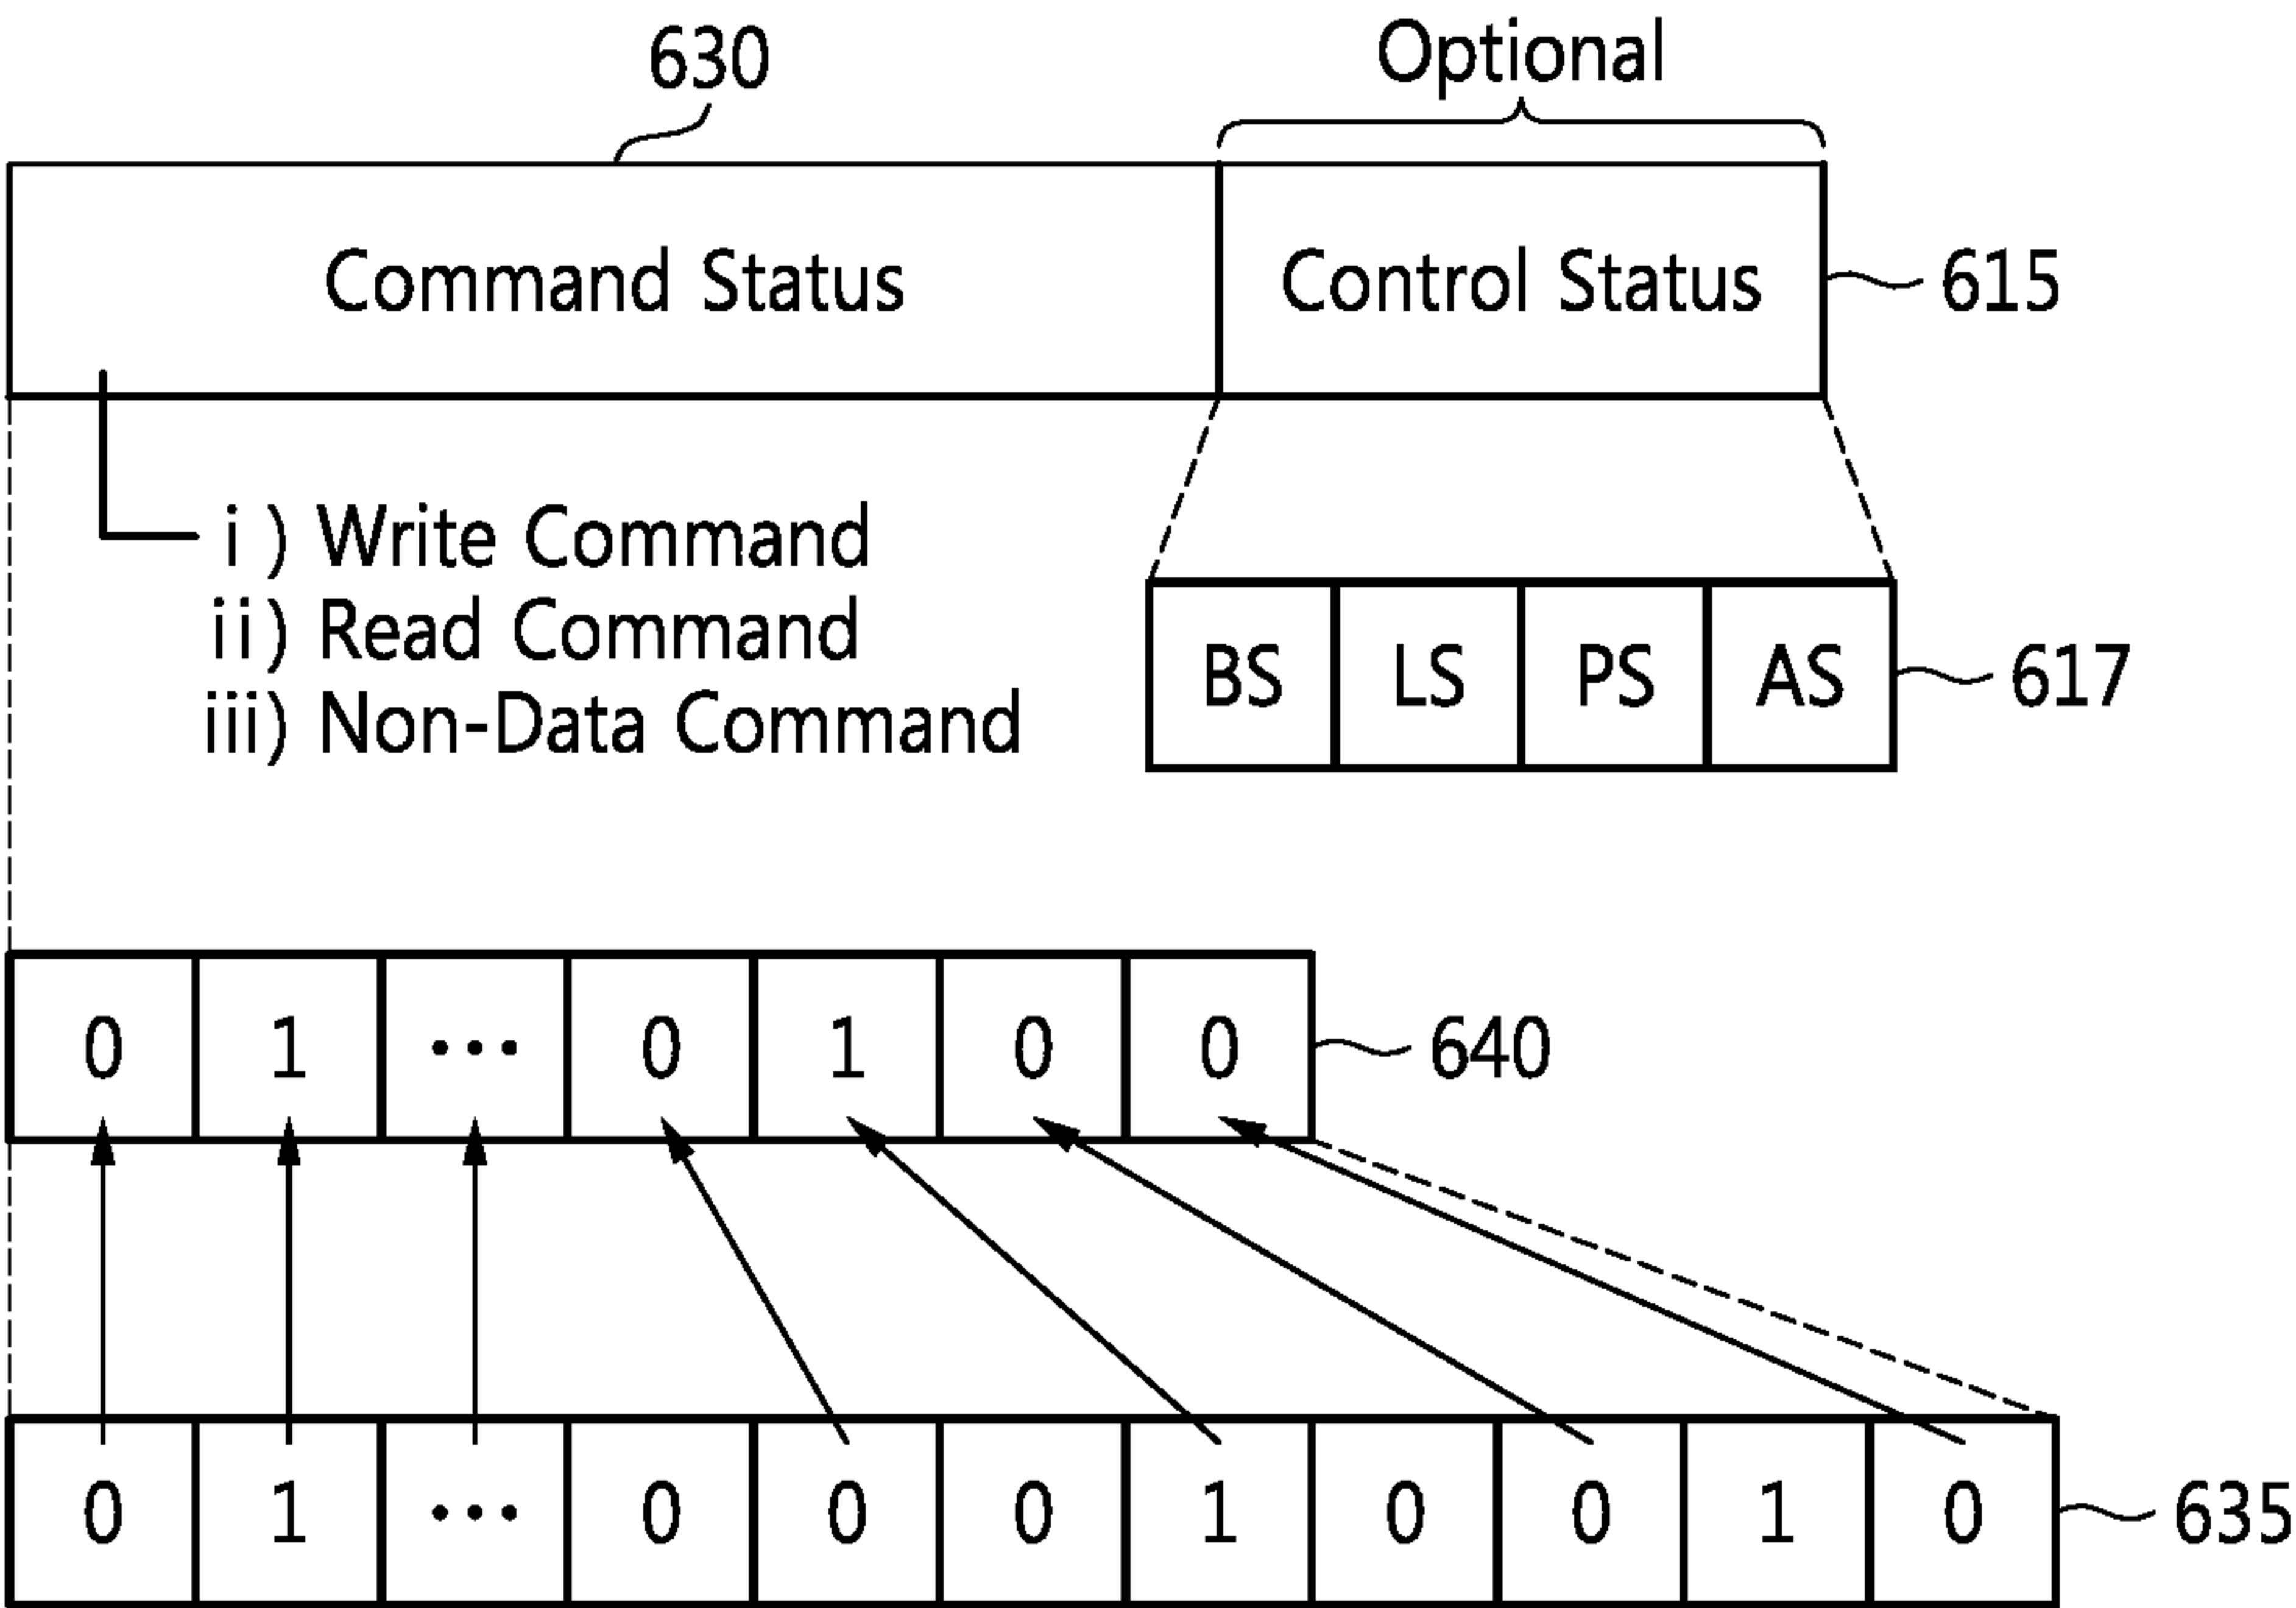 630
Optional
Command Status
Control Status
615
i ) Write Command
ii ) Read Command
iii) Non-Data Command
BS LS PS AS
617
0 1 ••• 0 1 0 0
640
0 1 ••• 0 0 0 1 0 0 1 0
635